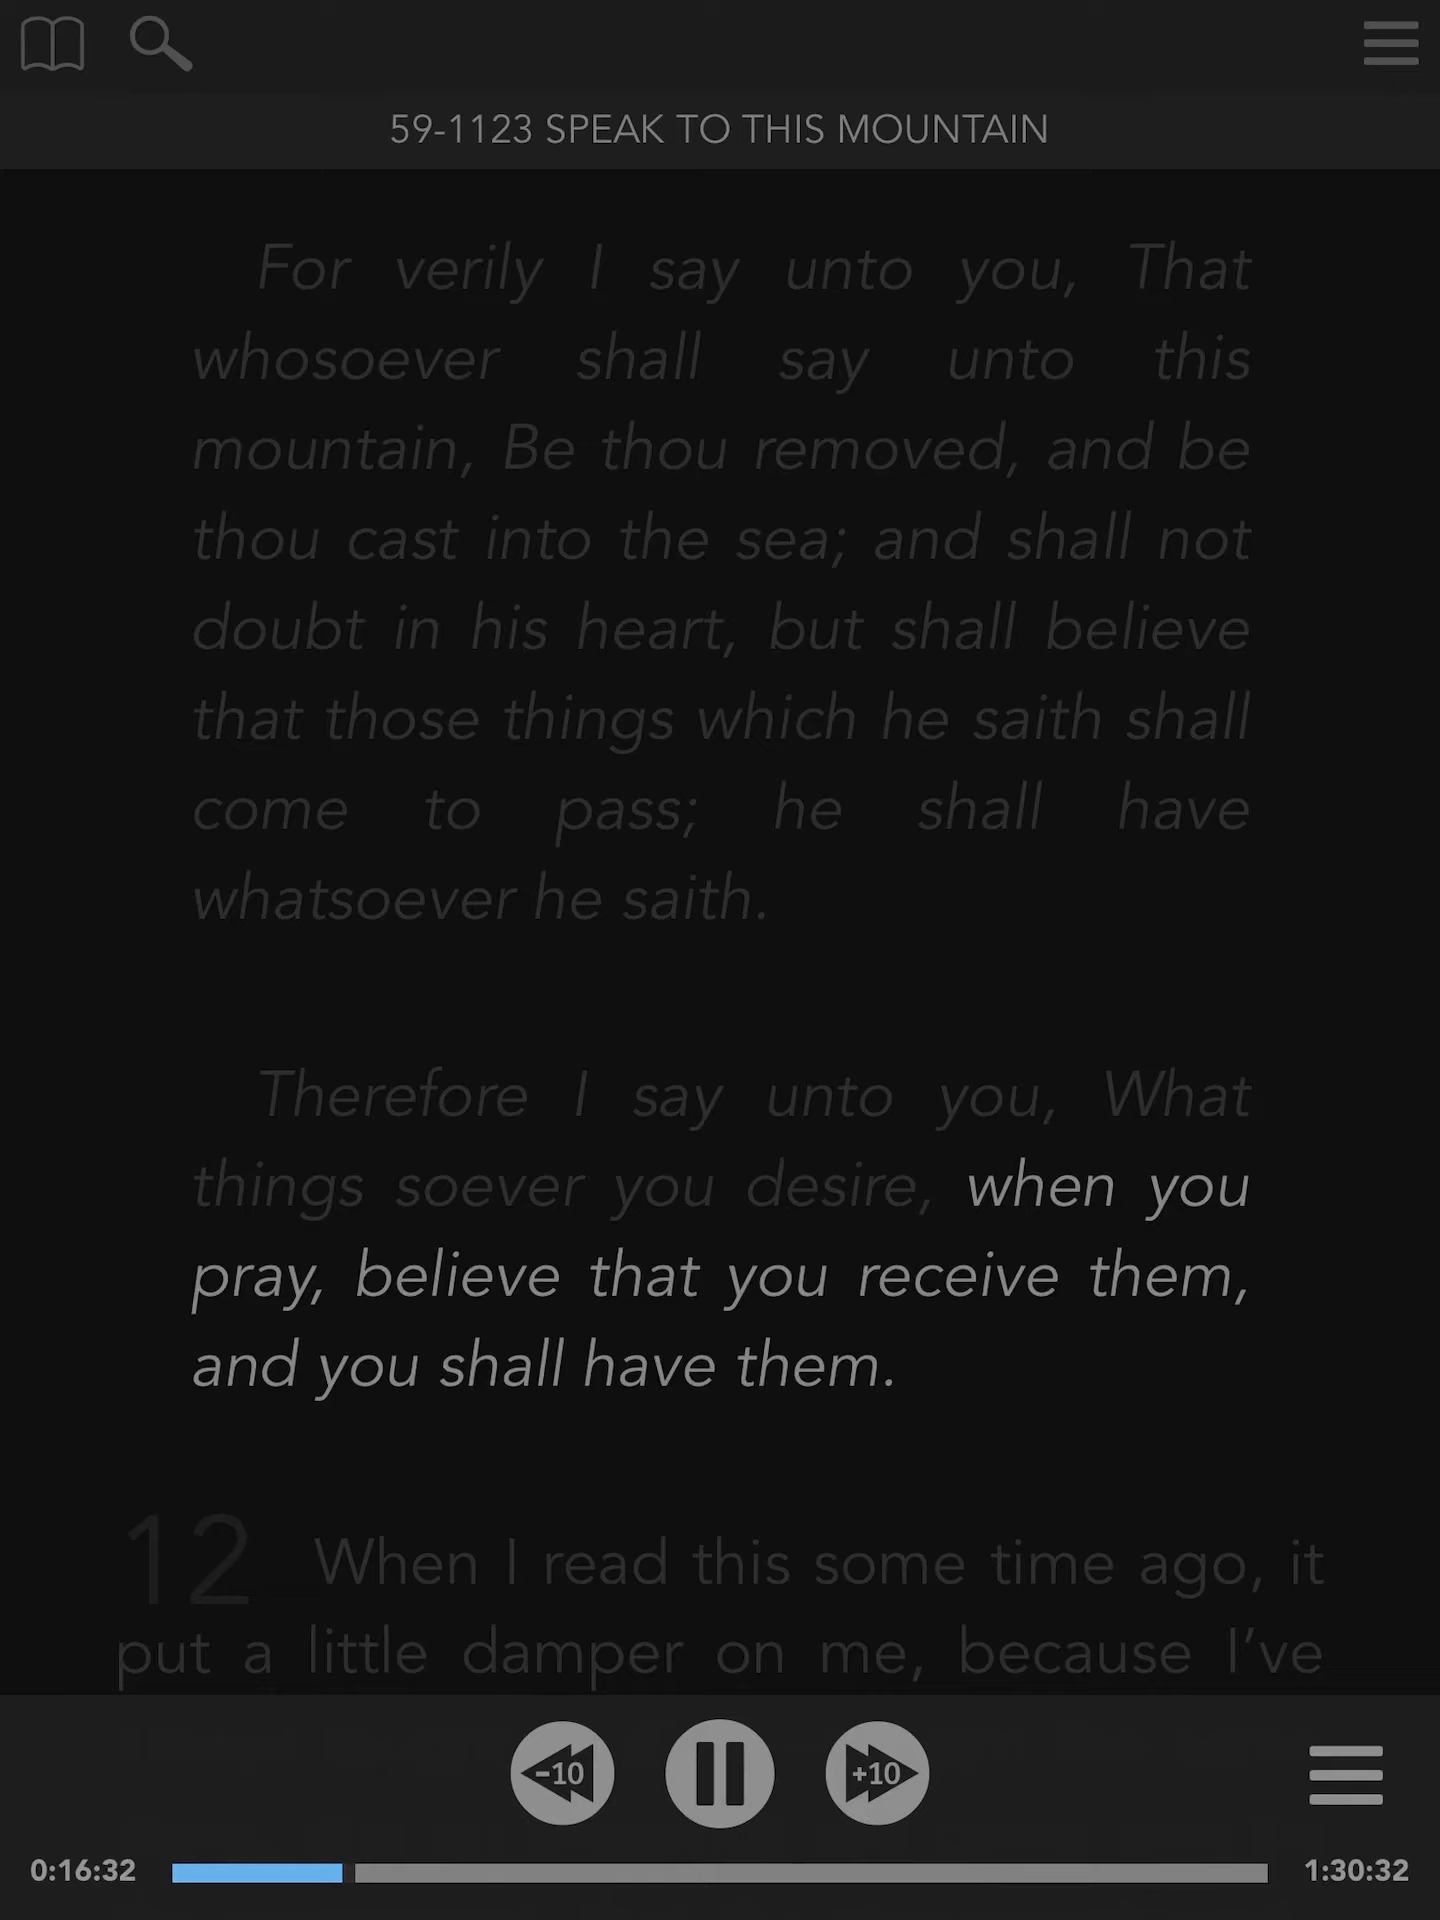 59-1123 SPEAK TO THIS MOUNTAIN
For verily I say unto you, That
whosoever shall say unto this
mountain, Be thou removed, and be
thou cast into the sea; and shall not
doubt in his heart, but shall believe
that those things which he saith shall
come to pass; he shall have
whatsoever he saith.
Therefore I say unto you, What
things soever you desire, when you
pray, believe that you receive them,
and you shall have them.
12 When I read this some time ago, it
put a little damper on me, because I've
-10 +10
0:16:32 1:30:32